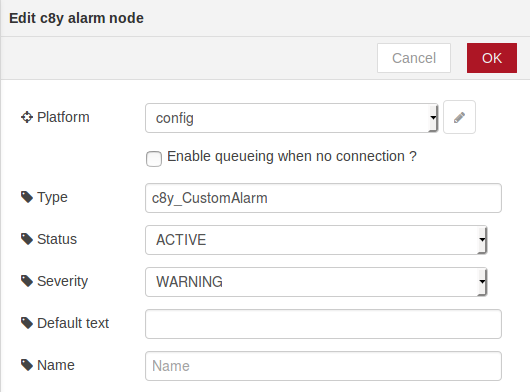 Edit c8y alarm node
Cancel OK
Platform config
Enable queueing when no connection ?
Type c8y_CustomAlarm
Status ACTIVE
Severity WARNING
Default text
Name Name